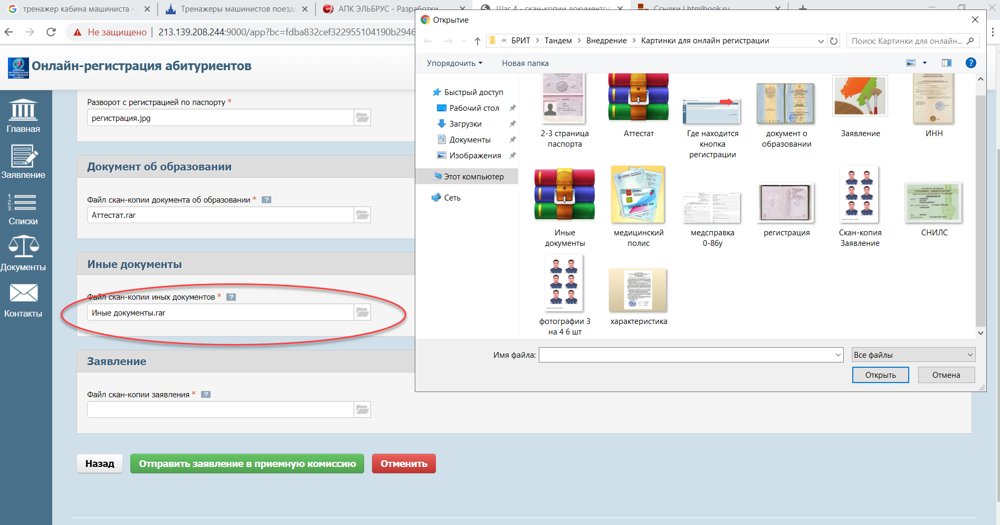 тренажер кабина машиниста -
Тренажеры машинистов поездо
АПК ЭЛЬБРУС - Разработки
Шаг 4 - скан-копии документов
Ссылки | htmlbook.ru
Не защищено
213.139.208.244:9000/app?bc=fdba832cef322955104190b2946
Онлайн-регистрация абитуриентов
Главная
Заявление
Списки
Документы
Контакты
Разворот с регистрацией по паспорту *
регистрация.jpg
Документ об образовании
Файл скан-копии документа об образовании * ?
Аттестат.rar
Иные документы
Файл скан-копии иных документов * ?
Иные документы.rar
Заявление
Файл скан-копии заявления * ?
Назад
Отправить заявление в приемную комиссию
Отменить
Открытие
« БРИТ > Тандем > Внедрение > Картинки для онлайн регистрации
Поиск: Картинки для онлайн...
Упорядочить
Новая папка
?
Быстрый доступ
Рабочий стол
Загрузки
Документы
Изображения
Этот компьютер
Сеть
2-3 страница
паспорта
Аттестат
Где находится
кнопка
регистрации
документ о
образовании
Заявление
ИНН
Иные
документы
медицинский
полис
медсправка
0-86у
регистрация
Скан-копия
Заявление
СНИЛС
фотографии 3
на 4 6 шт
характеристика
Имя файла:
Все файлы
Открыть
Отмена